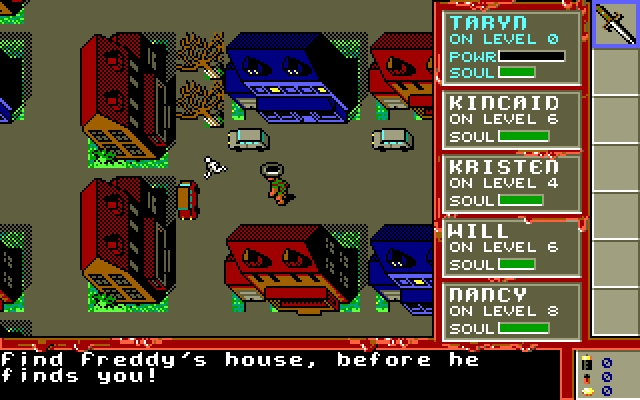 TARYN
ON LEVEL 0
POWR
SOUL
KINCAID
ON LEVEL 6
SOUL
KRISTEN
ON LEVEL 4
SOUL
WILL
ON LEVEL 6
SOUL
NANCY
ON LEVEL 8
SOUL
Find Freddy's house, before he
finds you!
0
0
0